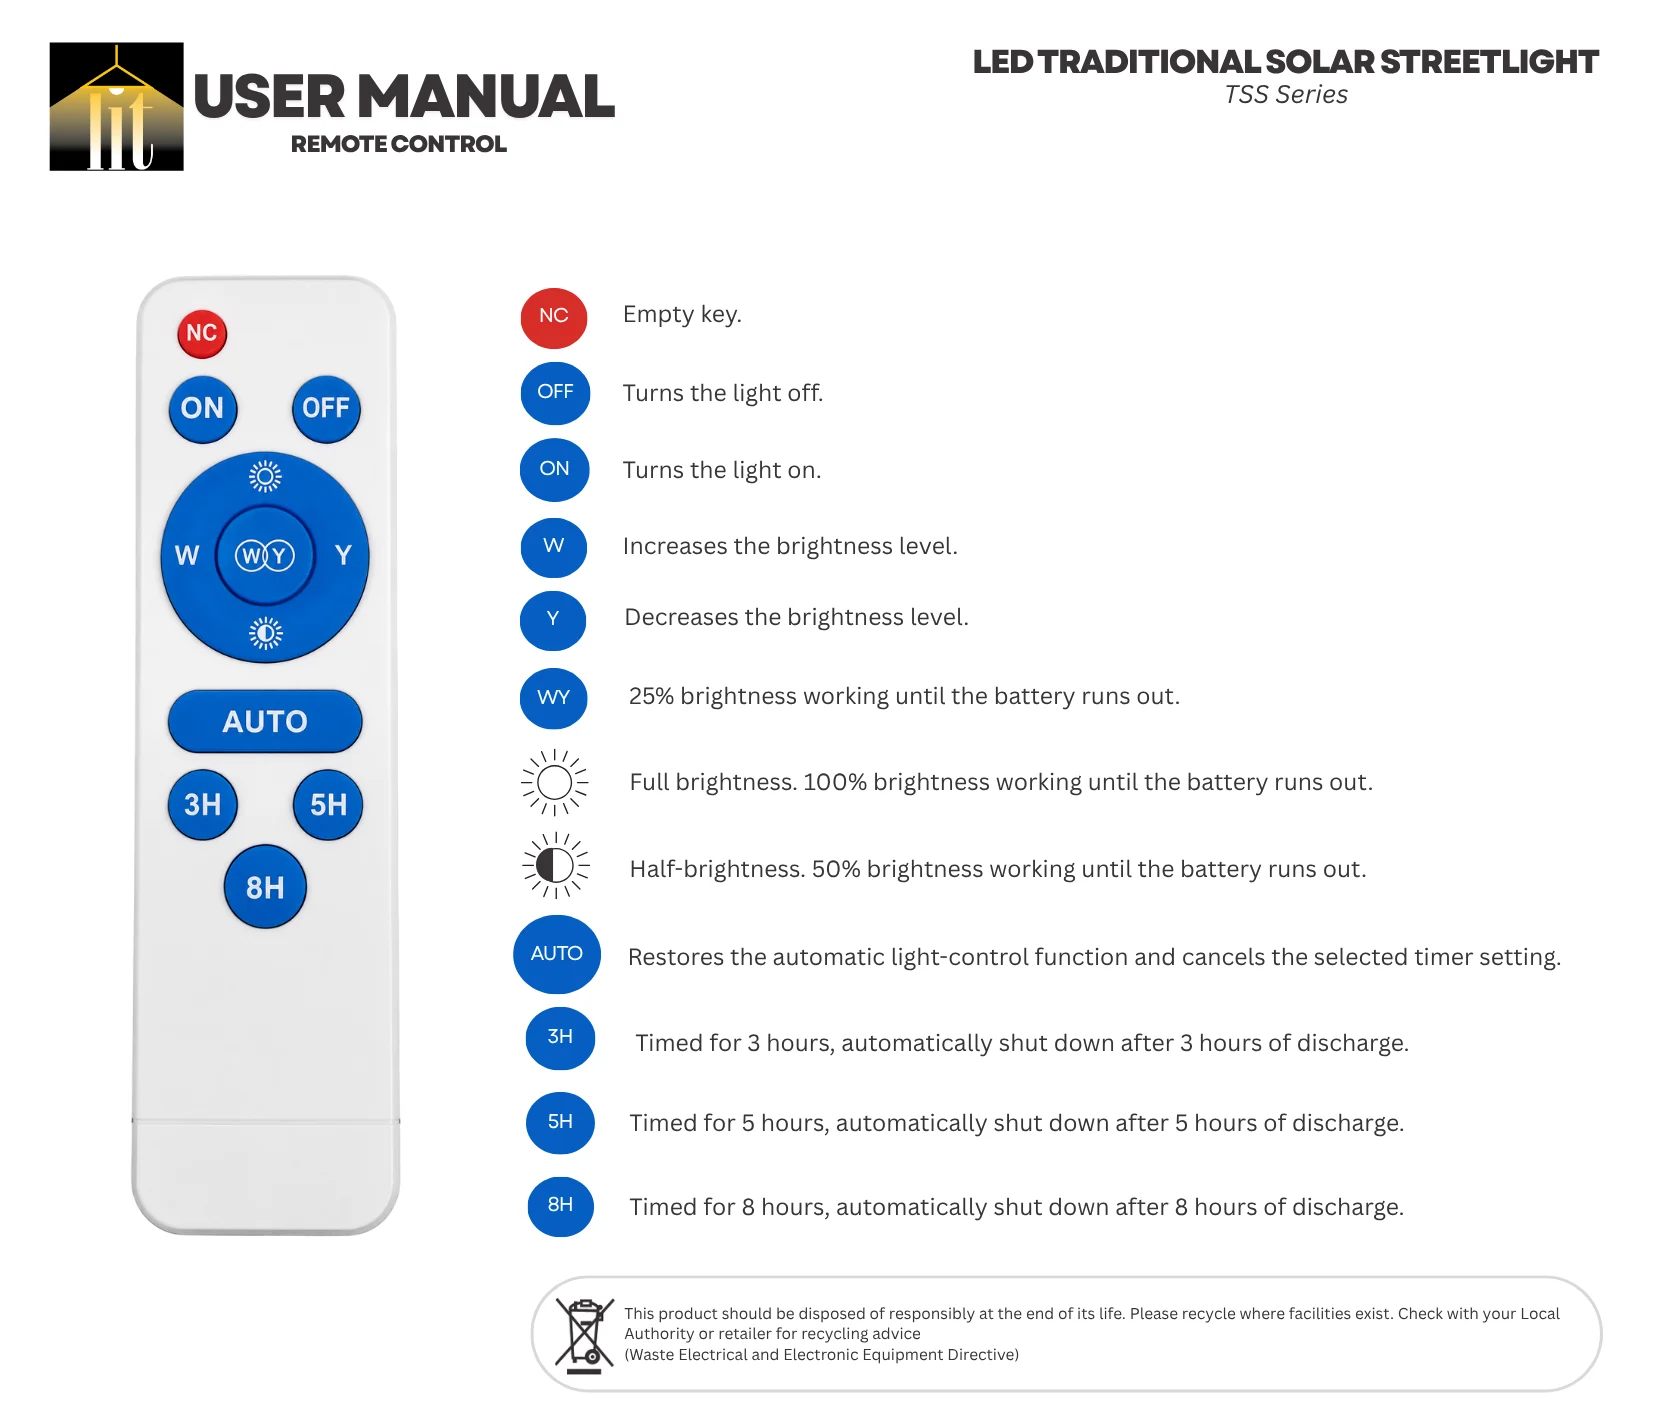 lit
USER MANUAL
REMOTE CONTROL
LED TRADITIONAL SOLAR STREETLIGHT
TSS Series
NC
ON
OFF
W
WY
Y
AUTO
3H
5H
8H
NC
Empty key.
OFF
Turns the light off.
ON
Turns the light on.
W
Increases the brightness level.
Y
Decreases the brightness level.
WY
25% brightness working until the battery runs out.
Full brightness. 100% brightness working until the battery runs out.
Half-brightness. 50% brightness working until the battery runs out.
AUTO
Restores the automatic light-control function and cancels the selected timer setting.
3H
Timed for 3 hours, automatically shut down after 3 hours of discharge.
5H
Timed for 5 hours, automatically shut down after 5 hours of discharge.
8H
Timed for 8 hours, automatically shut down after 8 hours of discharge.
This product should be disposed of responsibly at the end of its life. Please recycle where facilities exist. Check with your Local
Authority or retailer for recycling advice
(Waste Electrical and Electronic Equipment Directive)